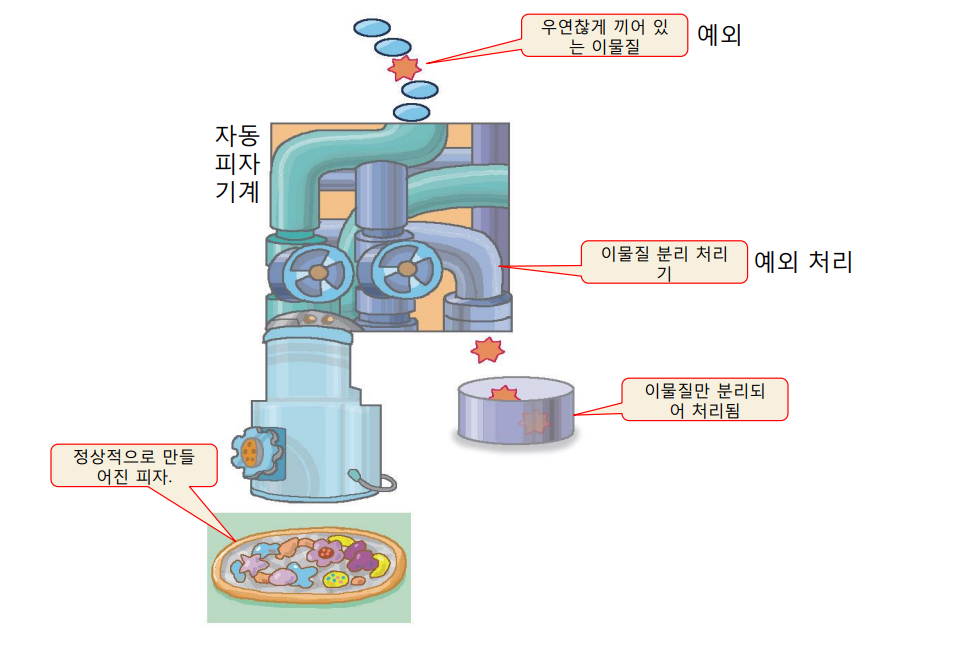 우연찮게 끼어 있
는 이물질
예외
자동
피자
기계
이물질 분리 처리
기
예외 처리
이물질만 분리되
어 처리됨
정상적으로 만들
어진 피자.